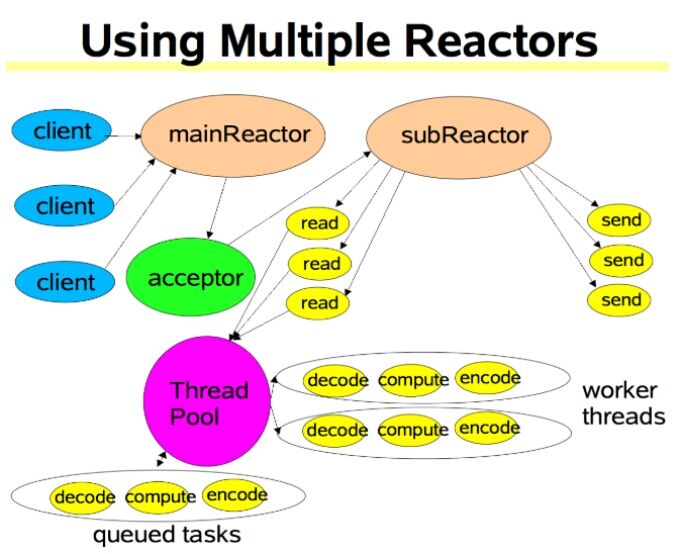 Using Multiple Reactors
client
mainReactor
subReactor
client
read
send
client
acceptor
read
send
read
send
Thread
Pool
decode compute encode
worker
threads
decode compute encode
decode compute encode
queued tasks